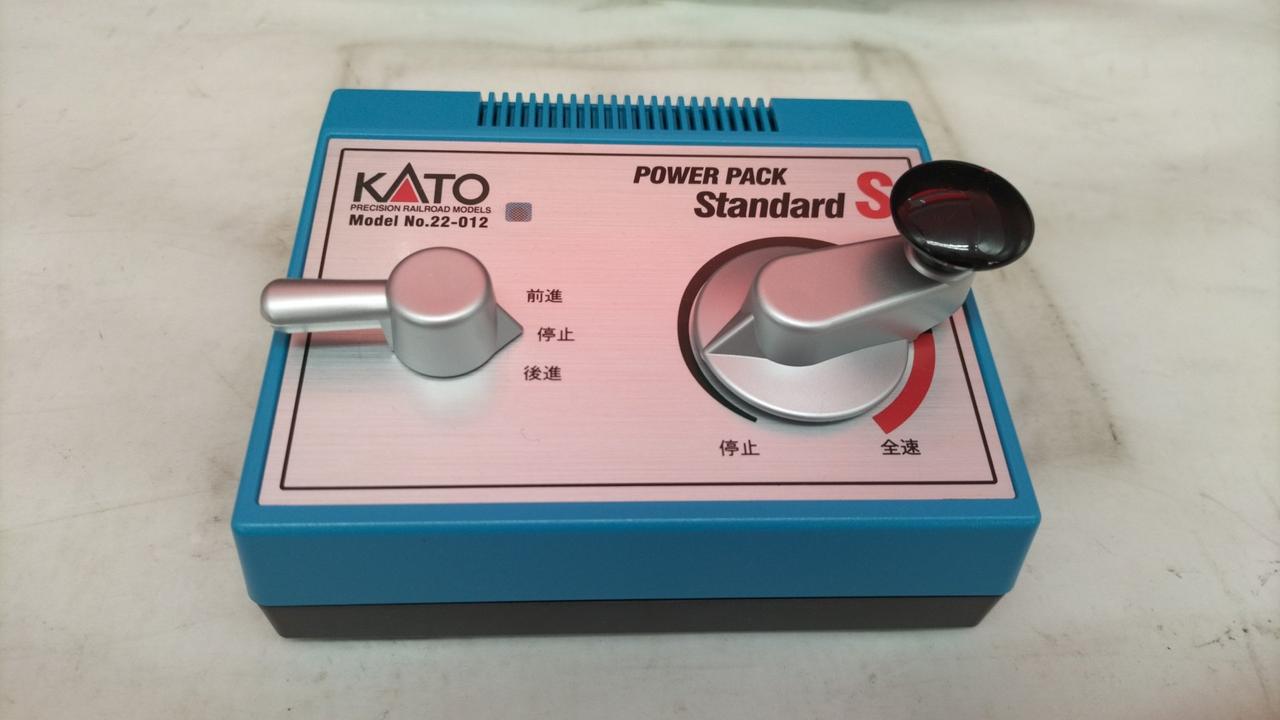 KATO
PRECISION RAILROAD MODELS
Model No.22-012
POWER PACK
Standard S
前進
停止
後進
停止
全速